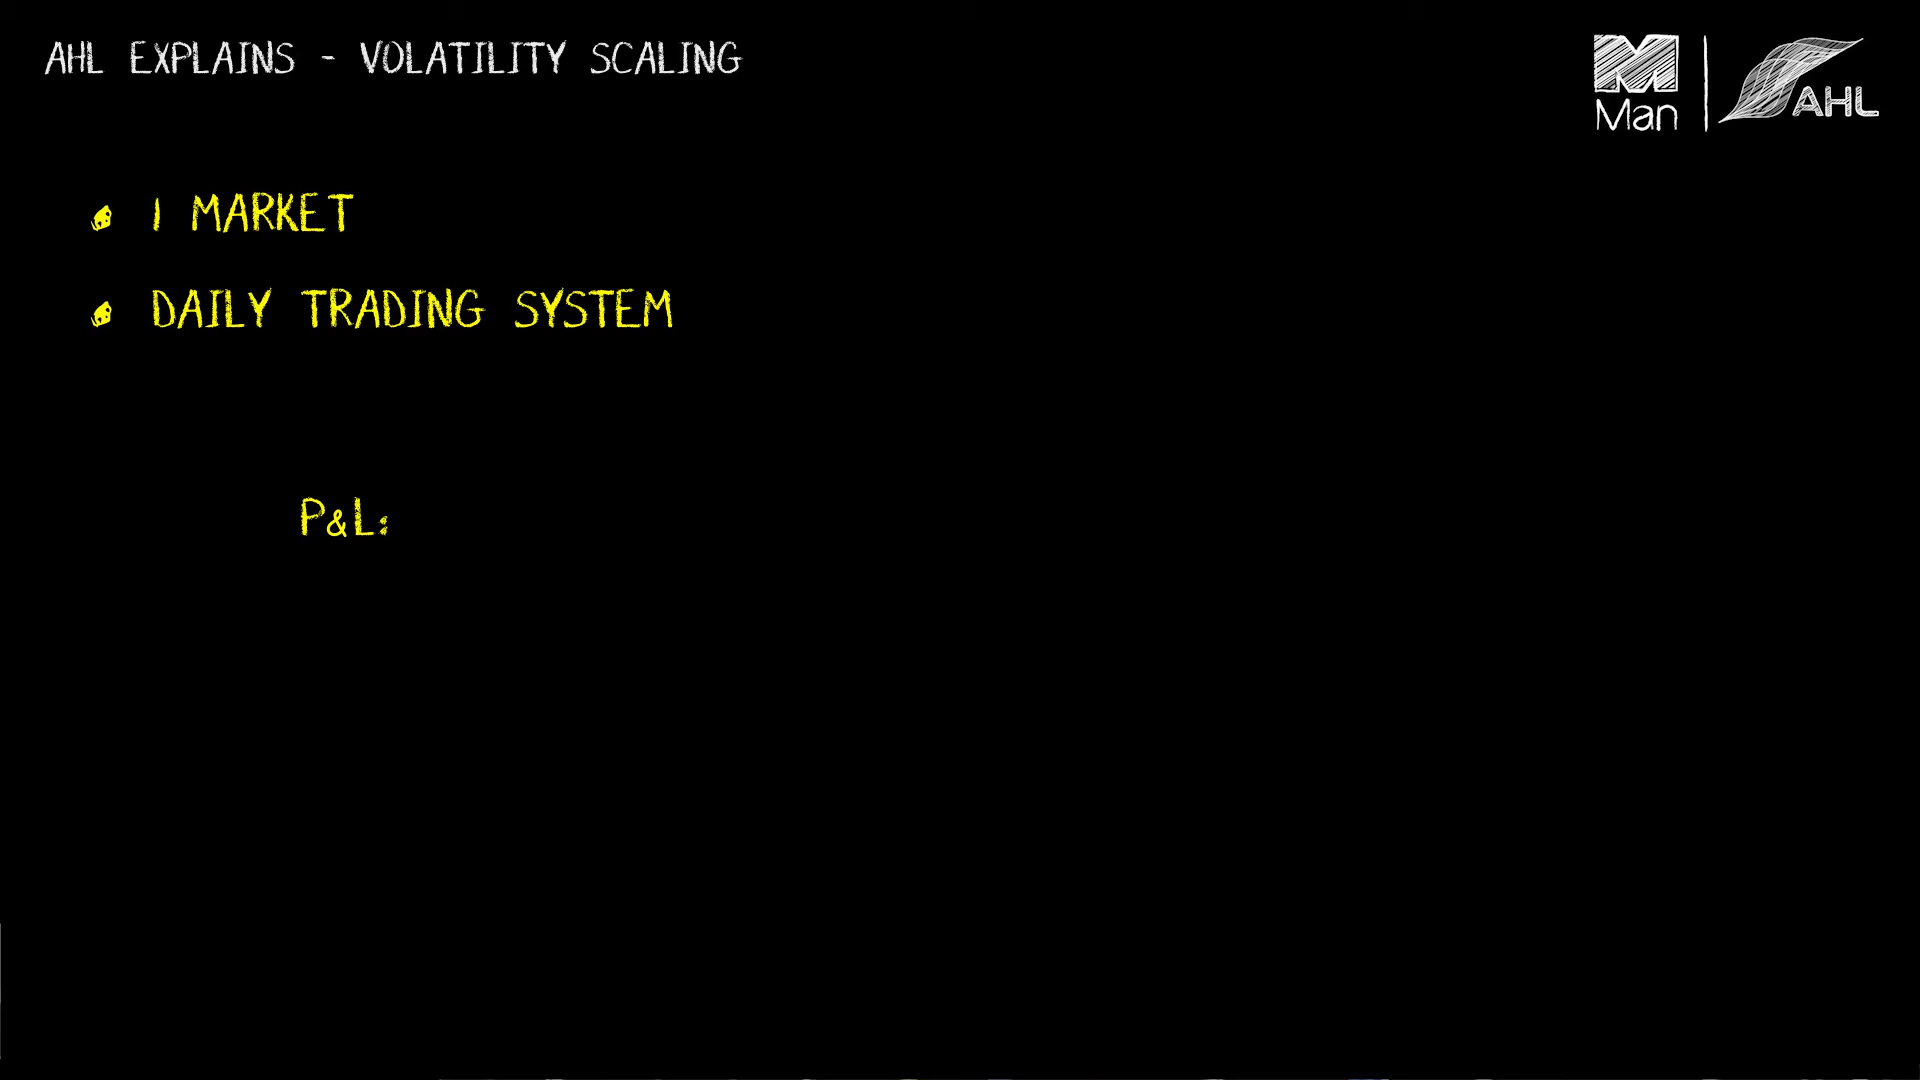 AHL EXPLAINS - VOLATILITY SCALING
Man
AHL
1 MARKET
DAILY TRADING SYSTEM
P&L: